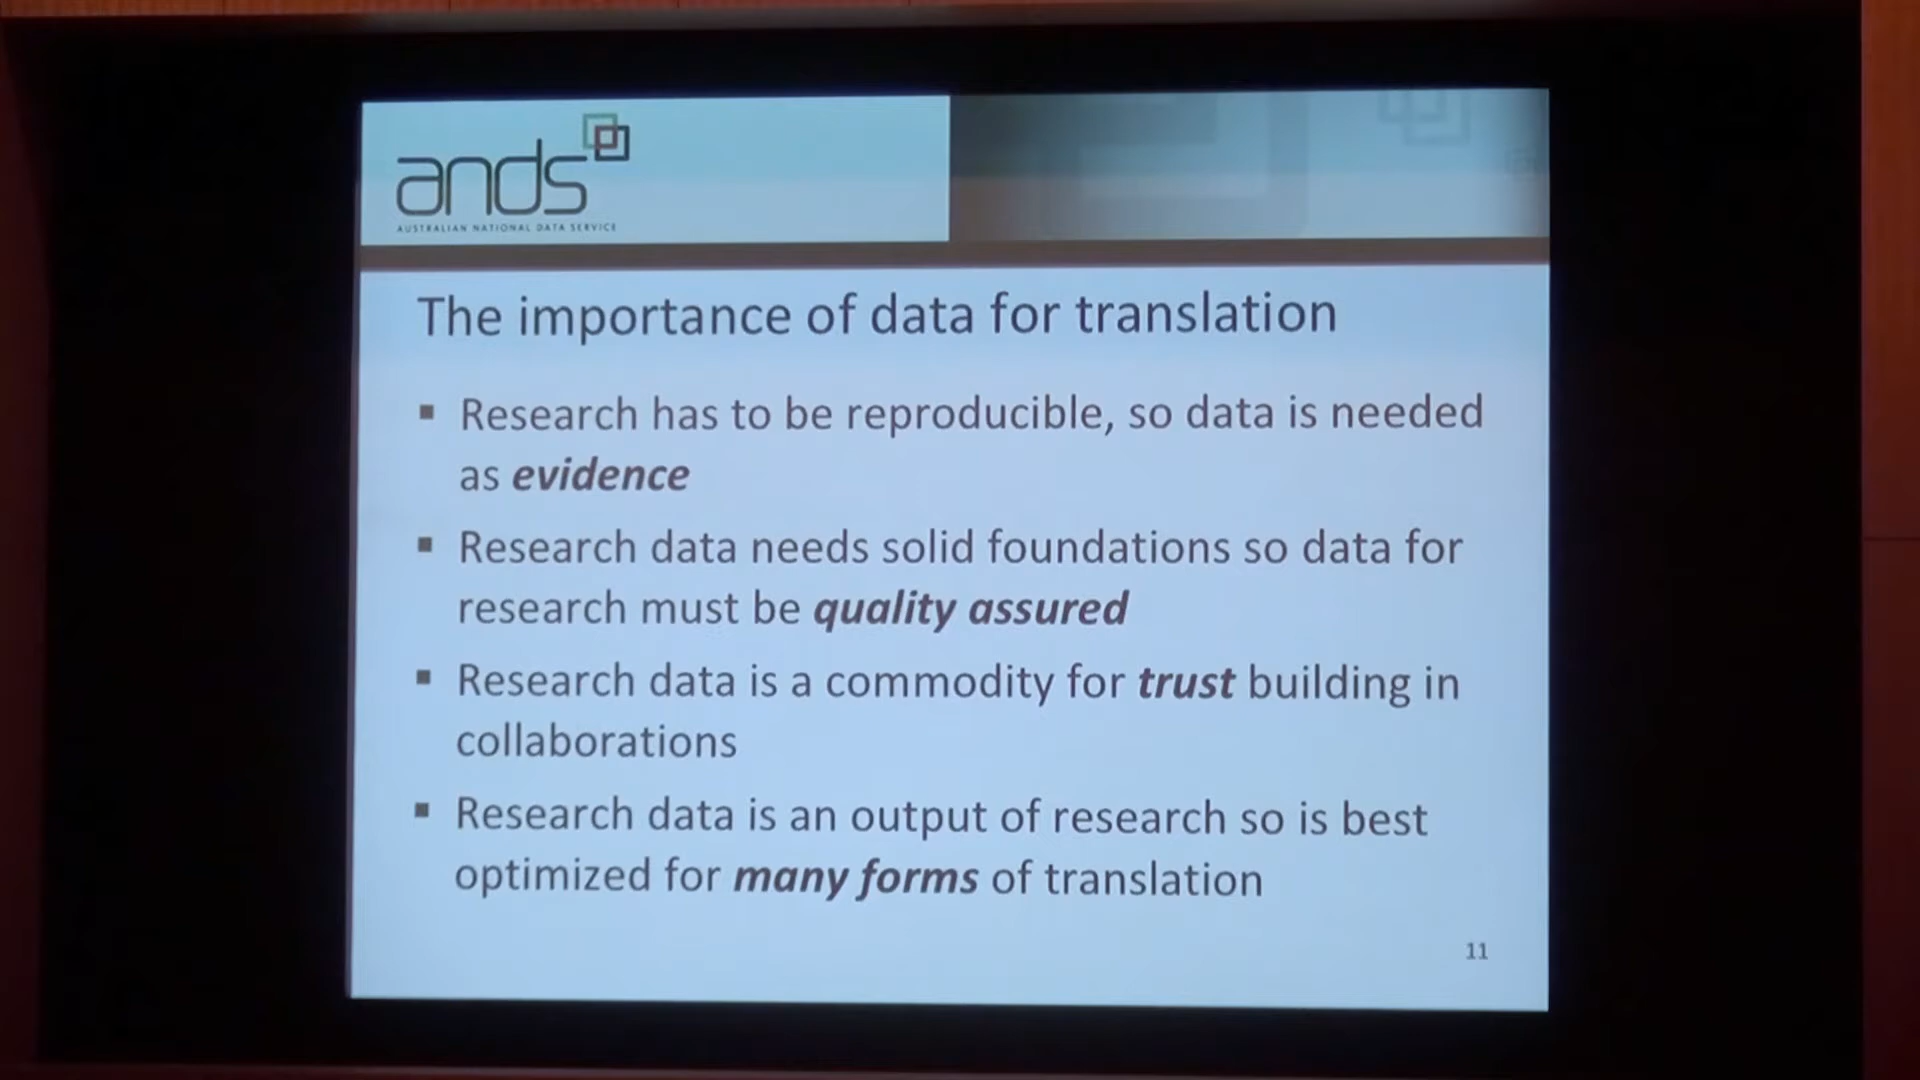 ands
AUSTRALIAN NATIONAL DATA SERVICE
The importance of data for translation
▪ Research has to be reproducible, so data is needed
as evidence
▪ Research data needs solid foundations so data for
research must be quality assured
▪ Research data is a commodity for trust building in
collaborations
▪ Research data is an output of research so is best
optimized for many forms of translation
11